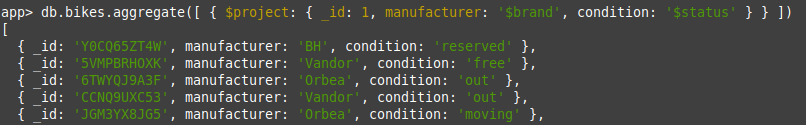 app> db.bikes.aggregate([ { $project: { _id: 1, manufacturer: '$brand', condition: '$status' } } ])
[
  { _id: 'Y0CQ65ZT4W', manufacturer: 'BH', condition: 'reserved' },
  { _id: '5VMPBRHOXK', manufacturer: 'Vandor', condition: 'free' },
  { _id: '6TWYQJ9A3F', manufacturer: 'Orbea', condition: 'out' },
  { _id: 'CCNQ9UXC53', manufacturer: 'Vandor', condition: 'out' },
  { _id: 'JGM3YX8JG5', manufacturer: 'Orbea', condition: 'moving' },